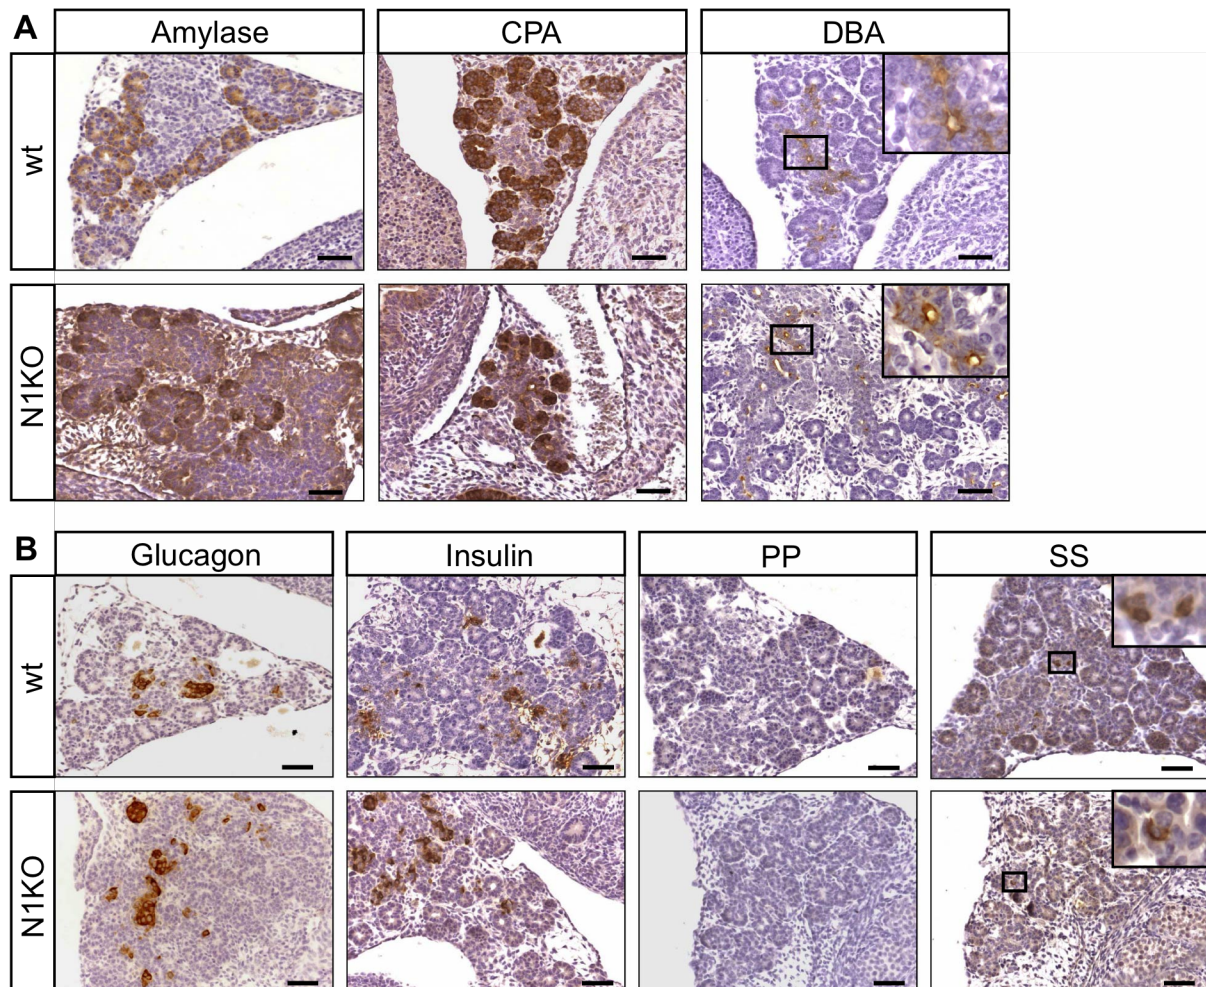 A
Amylase
CPA
DBA
wt
N1KO
B
Glucagon
Insulin
PP
SS
wt
N1KO